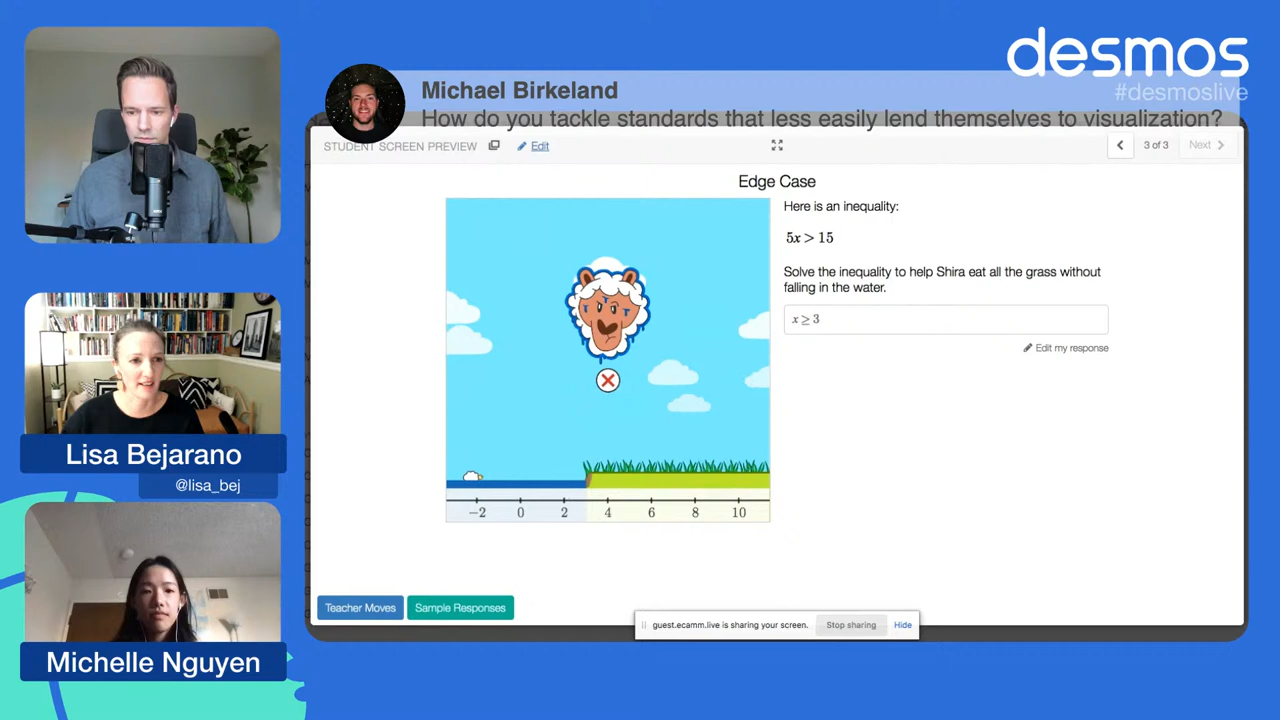 desmos
#desmoslive
Michael Birkeland
How do you tackle standards that less easily lend themselves to visualization?
STUDENT SCREEN PREVIEW
Edit
3 of 3
Next
Edge Case
Here is an inequality:
5x > 15
Solve the inequality to help Shira eat all the grass without
falling in the water.
x ≥ 3
Edit my response
−2 0 2 4 6 8 10
Teacher Moves
Sample Responses
guest.ecamm.live is sharing your screen.
Stop sharing
Hide
Lisa Bejarano
@lisa_bej
Michelle Nguyen